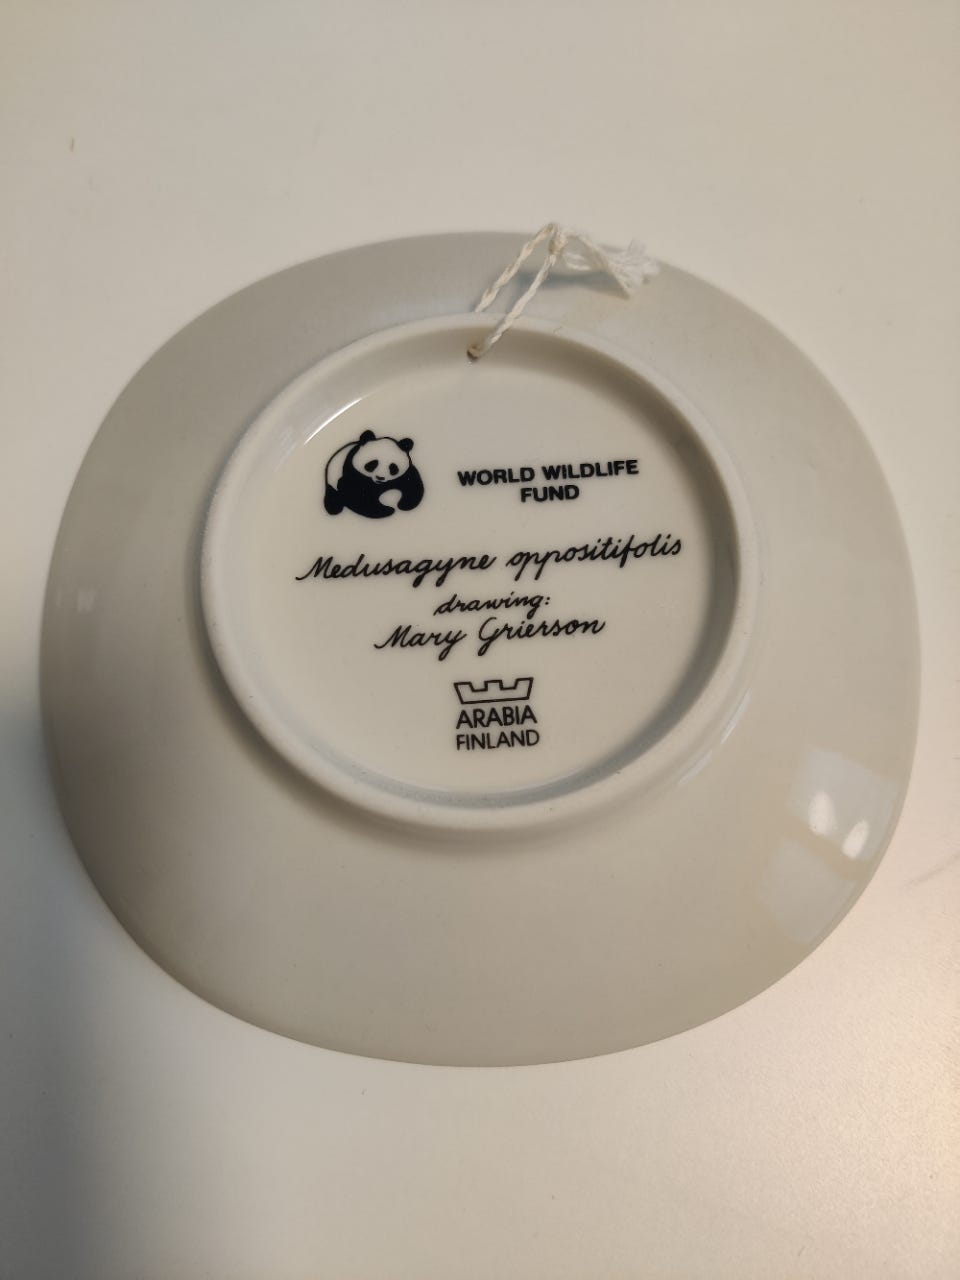 WORLD WILDLIFE
FUND
Medusagyne oppositifolis
drawing:
Mary Grierson
ARABIA
FINLAND